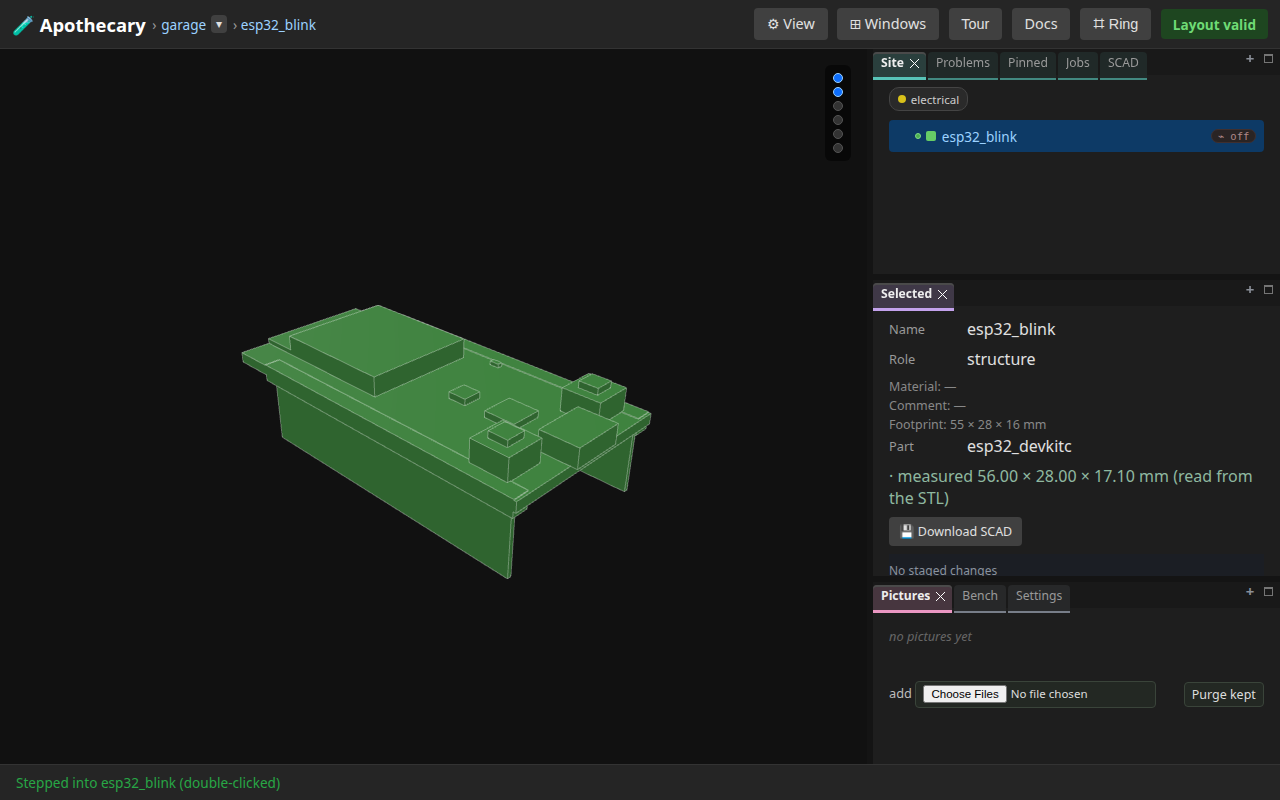 Apothecary › garage ▾ › esp32_blink
View
Windows
Tour
Docs
Ring
Layout valid
Site
Problems
Pinned
Jobs
SCAD
electrical
esp32_blink
off
Selected
Name esp32_blink
Role structure
Material: —
Comment: —
Footprint: 55 × 28 × 16 mm
Part esp32_devkitc
· measured 56.00 × 28.00 × 17.10 mm (read from
the STL)
Download SCAD
No staged changes
Pictures
Bench
Settings
no pictures yet
add Choose Files No file chosen
Purge kept
Stepped into esp32_blink (double-clicked)